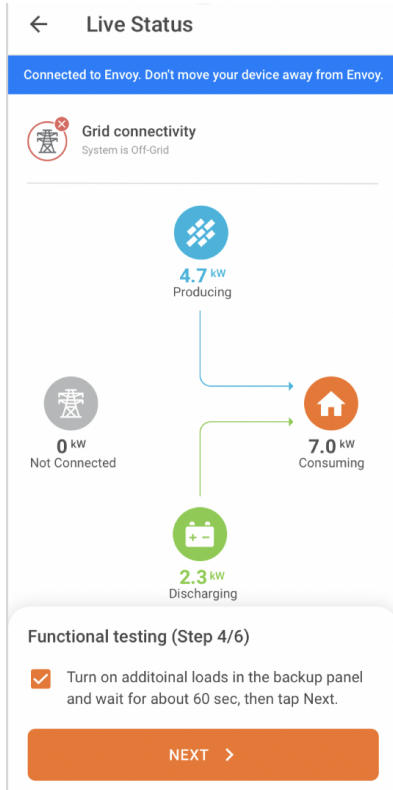 Live Status
Connected to Envoy. Don't move your device away from Envoy.
Grid connectivity
System is Off-Grid
4.7 kW
Producing
0 kW
Not Connected
7.0 kW
Consuming
2.3 kW
Discharging
Functional testing (Step 4/6)
Turn on additoinal loads in the backup panel
and wait for about 60 sec, then tap Next.
NEXT